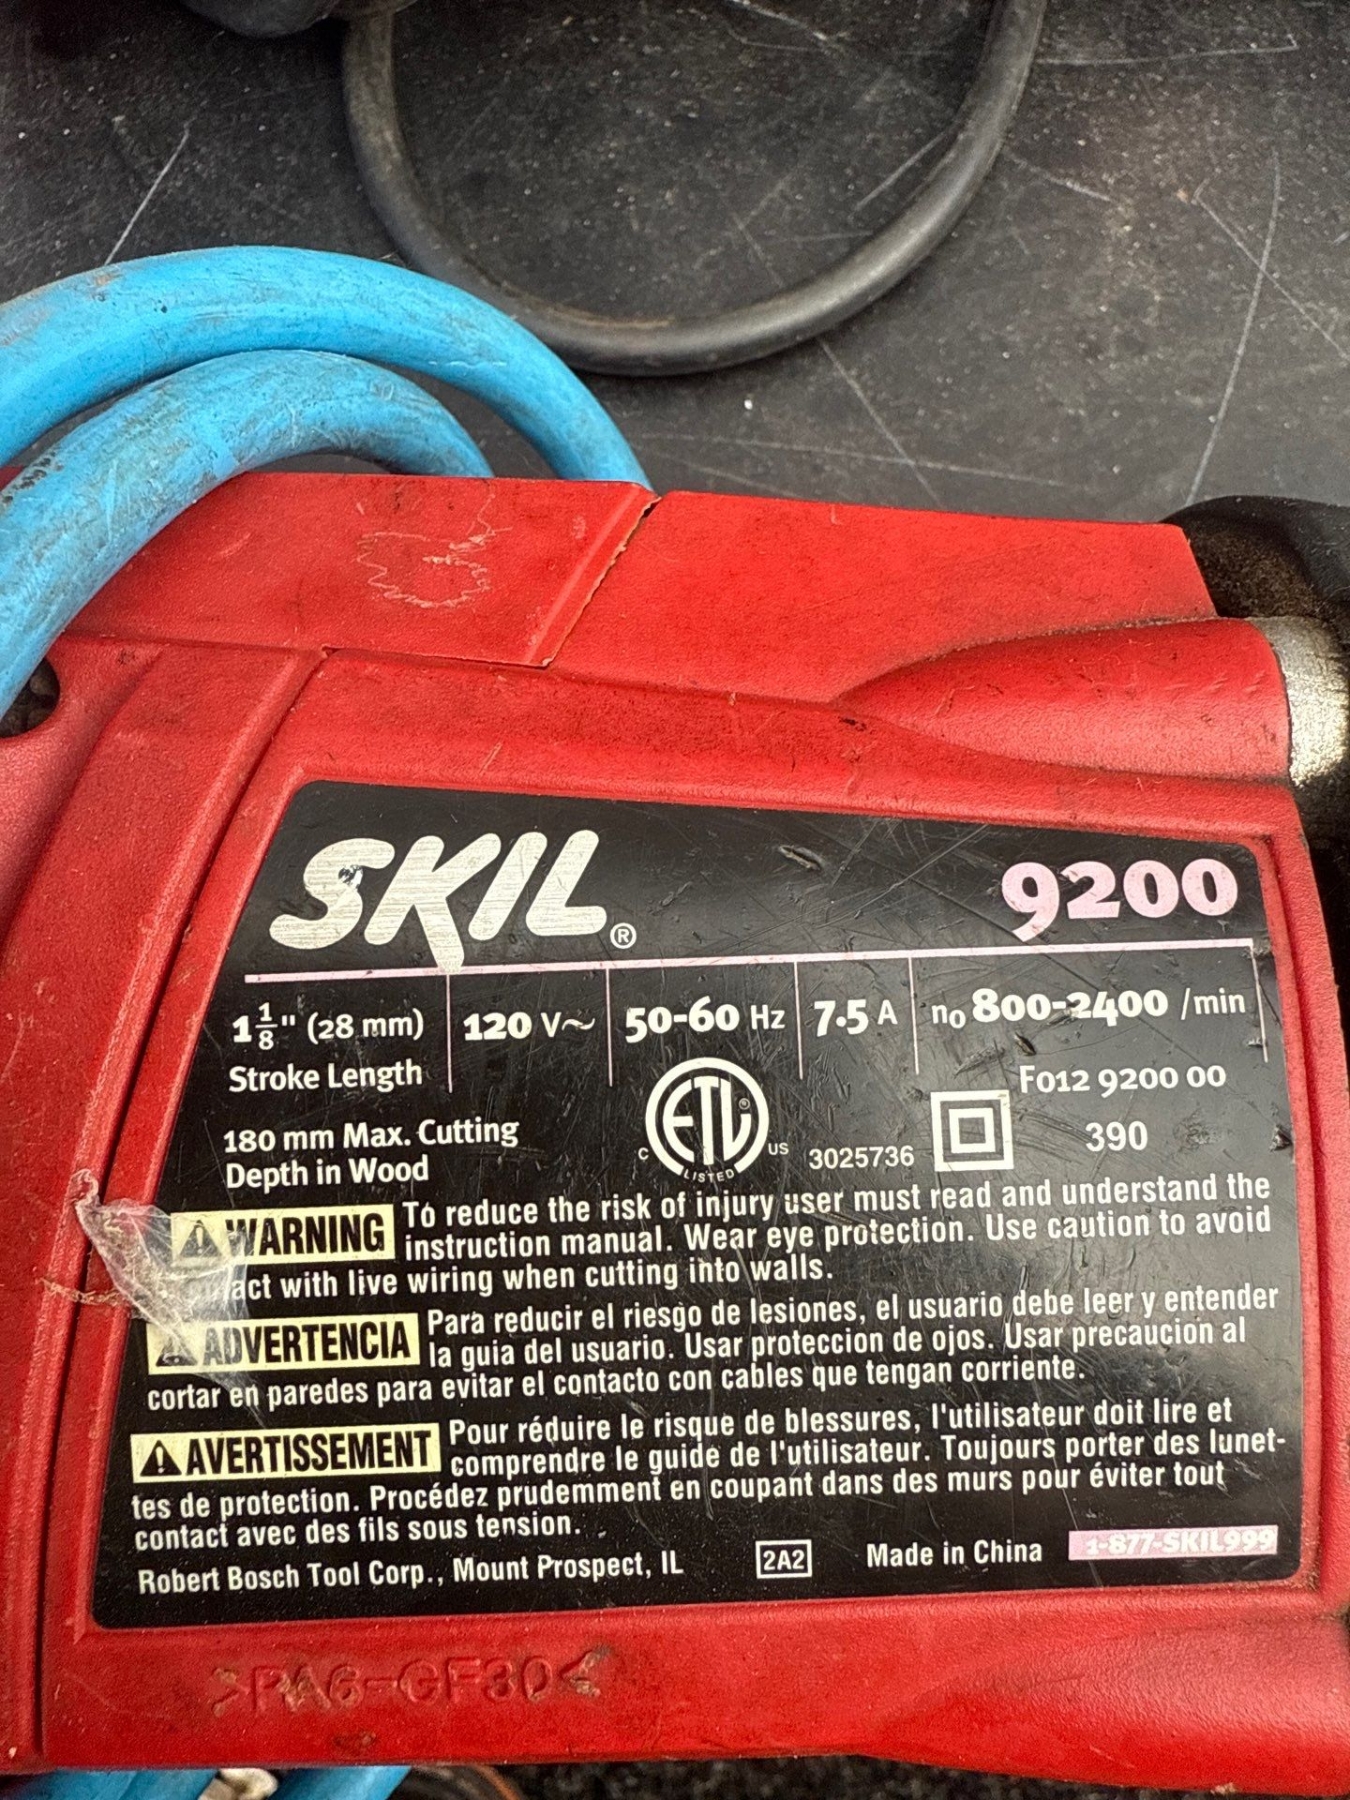 SKIL®
9200
1 1/8" (28 mm)
Stroke Length
120 V~
50-60 Hz
7.5 A
no 800-2400 /min
180 mm Max. Cutting
Depth in Wood
C ETL® US
LISTED
3025736
F012 9200 00
390
⚠ WARNING To reduce the risk of injury user must read and understand the
instruction manual. Wear eye protection. Use caution to avoid
act with live wiring when cutting into walls.
⚠ ADVERTENCIA Para reducir el riesgo de lesiones, el usuario debe leer y entender
la guia del usuario. Usar proteccion de ojos. Usar precaucion al
cortar en paredes para evitar el contacto con cables que tengan corriente.
⚠ AVERTISSEMENT Pour réduire le risque de blessures, l'utilisateur doit lire et
comprendre le guide de l'utilisateur. Toujours porter des lunet-
tes de protection. Procédez prudemment en coupant dans des murs pour éviter tout
contact avec des fils sous tension.
Robert Bosch Tool Corp., Mount Prospect, IL
2A2
Made in China
1-877-SKIL999
>PA6-GF30<